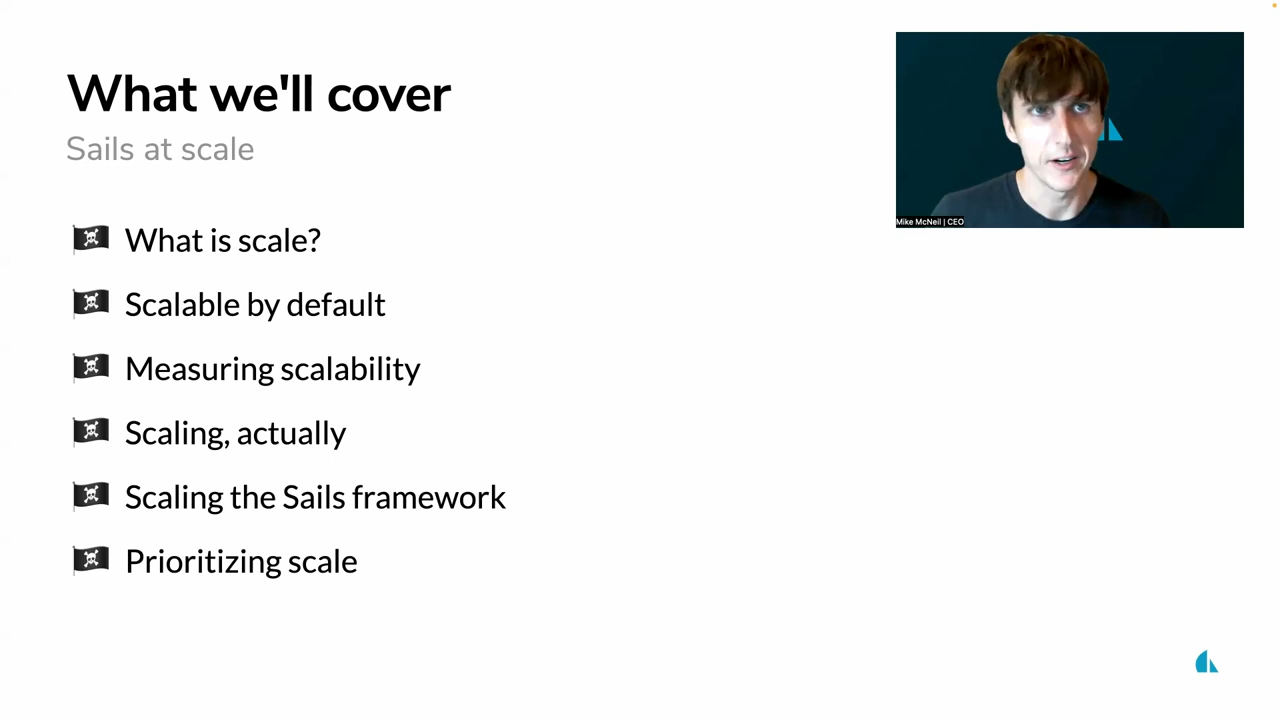 What we'll cover
Sails at scale
Mike McNeil | CEO
What is scale?
Scalable by default
Measuring scalability
Scaling, actually
Scaling the Sails framework
Prioritizing scale